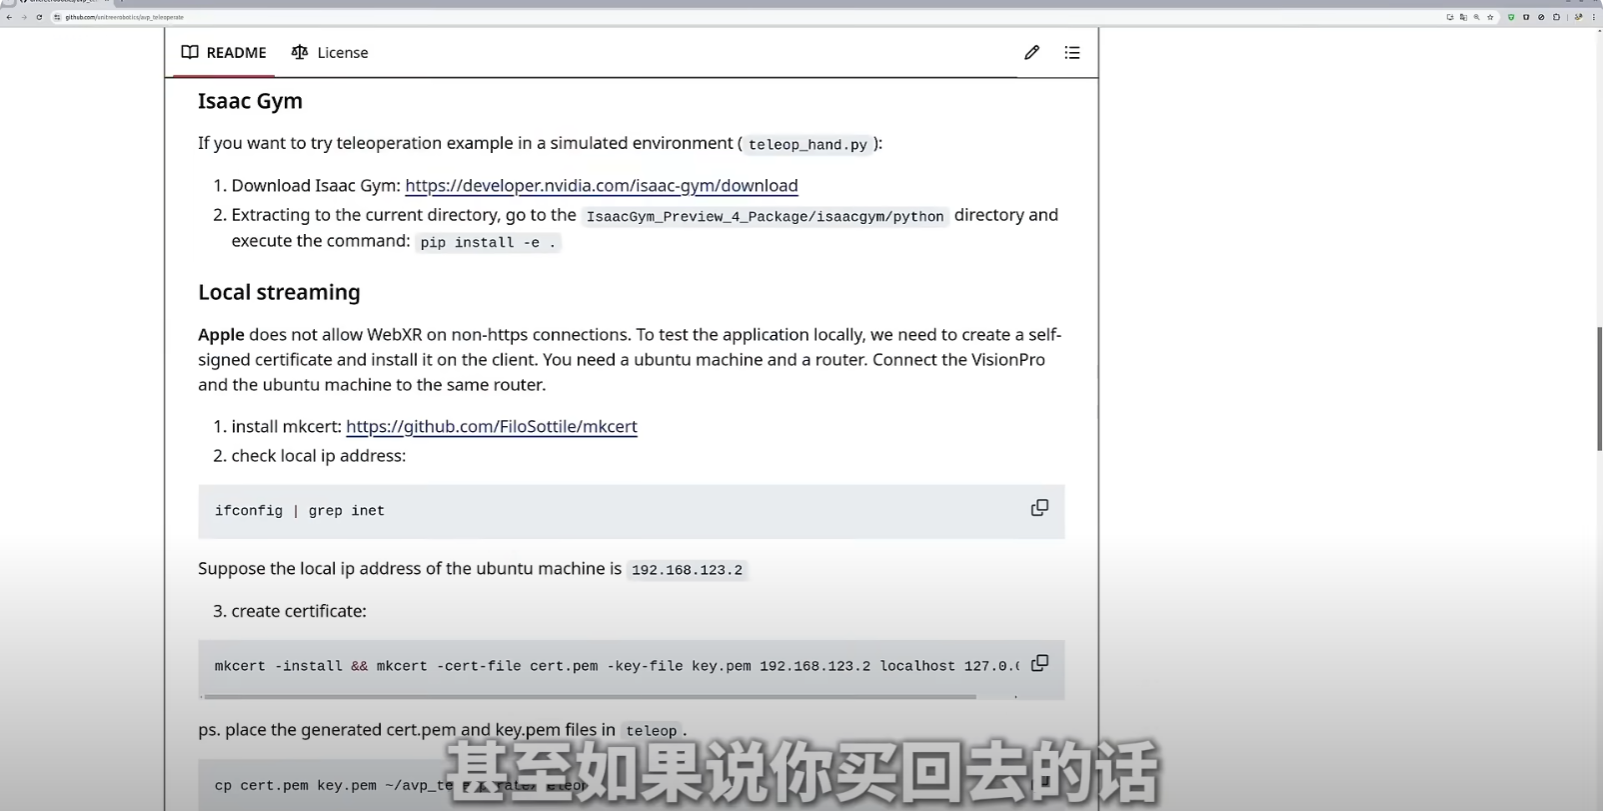 github.com/unitreerobotics/avp_teleoperate
README
License
Isaac Gym
If you want to try teleoperation example in a simulated environment ( teleop_hand.py ):
1. Download Isaac Gym: https://developer.nvidia.com/isaac-gym/download
2. Extracting to the current directory, go to the IsaacGym_Preview_4_Package/isaacgym/python directory and
execute the command: pip install -e .
Local streaming
Apple does not allow WebXR on non-https connections. To test the application locally, we need to create a self-
signed certificate and install it on the client. You need a ubuntu machine and a router. Connect the VisionPro
and the ubuntu machine to the same router.
1. install mkcert: https://github.com/FiloSottile/mkcert
2. check local ip address:
ifconfig | grep inet
Suppose the local ip address of the ubuntu machine is 192.168.123.2
3. create certificate:
mkcert -install && mkcert -cert-file cert.pem -key-file key.pem 192.168.123.2 localhost 127.0.0
ps. place the generated cert.pem and key.pem files in teleop .
cp cert.pem key.pem
甚至如果说你买回去的话